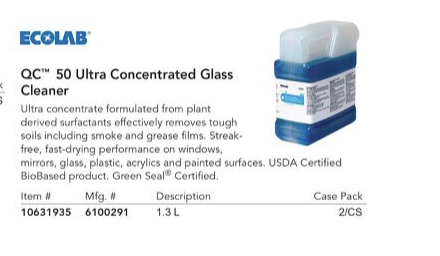 ECOLAB®
QC™ 50 Ultra Concentrated Glass
Cleaner
Ultra concentrate formulated from plant
derived surfactants effectively removes tough
soils including smoke and grease films. Streak-
free, fast-drying performance on windows,
mirrors, glass, plastic, acrylics and painted surfaces. USDA Certified
BioBased product. Green Seal® Certified.
Item # Mfg. # Description Case Pack
10631935 6100291 1.3 L 2/CS